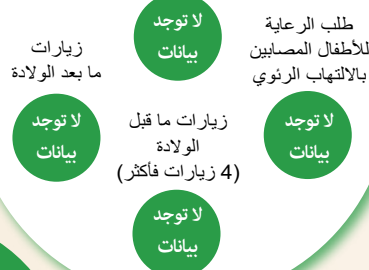 لا توجد
بيانات
طلب الرعاية
للأطفال المصابين
بالالتهاب الرئوي
لا توجد
بيانات
زيارات
ما بعد الولادة
لا توجد
بيانات
زيارات ما قبل
الولادة
(4 زيارات فأكثر)
لا توجد
بيانات